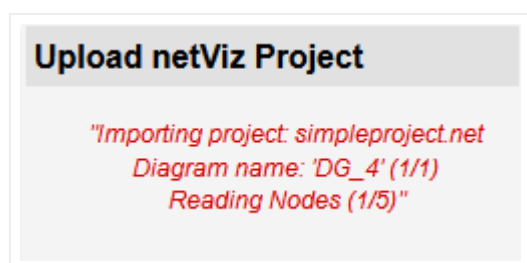 Upload netViz Project
"Importing project: simpleproject.net
Diagram name: 'DG_4' (1/1)
Reading Nodes (1/5)"